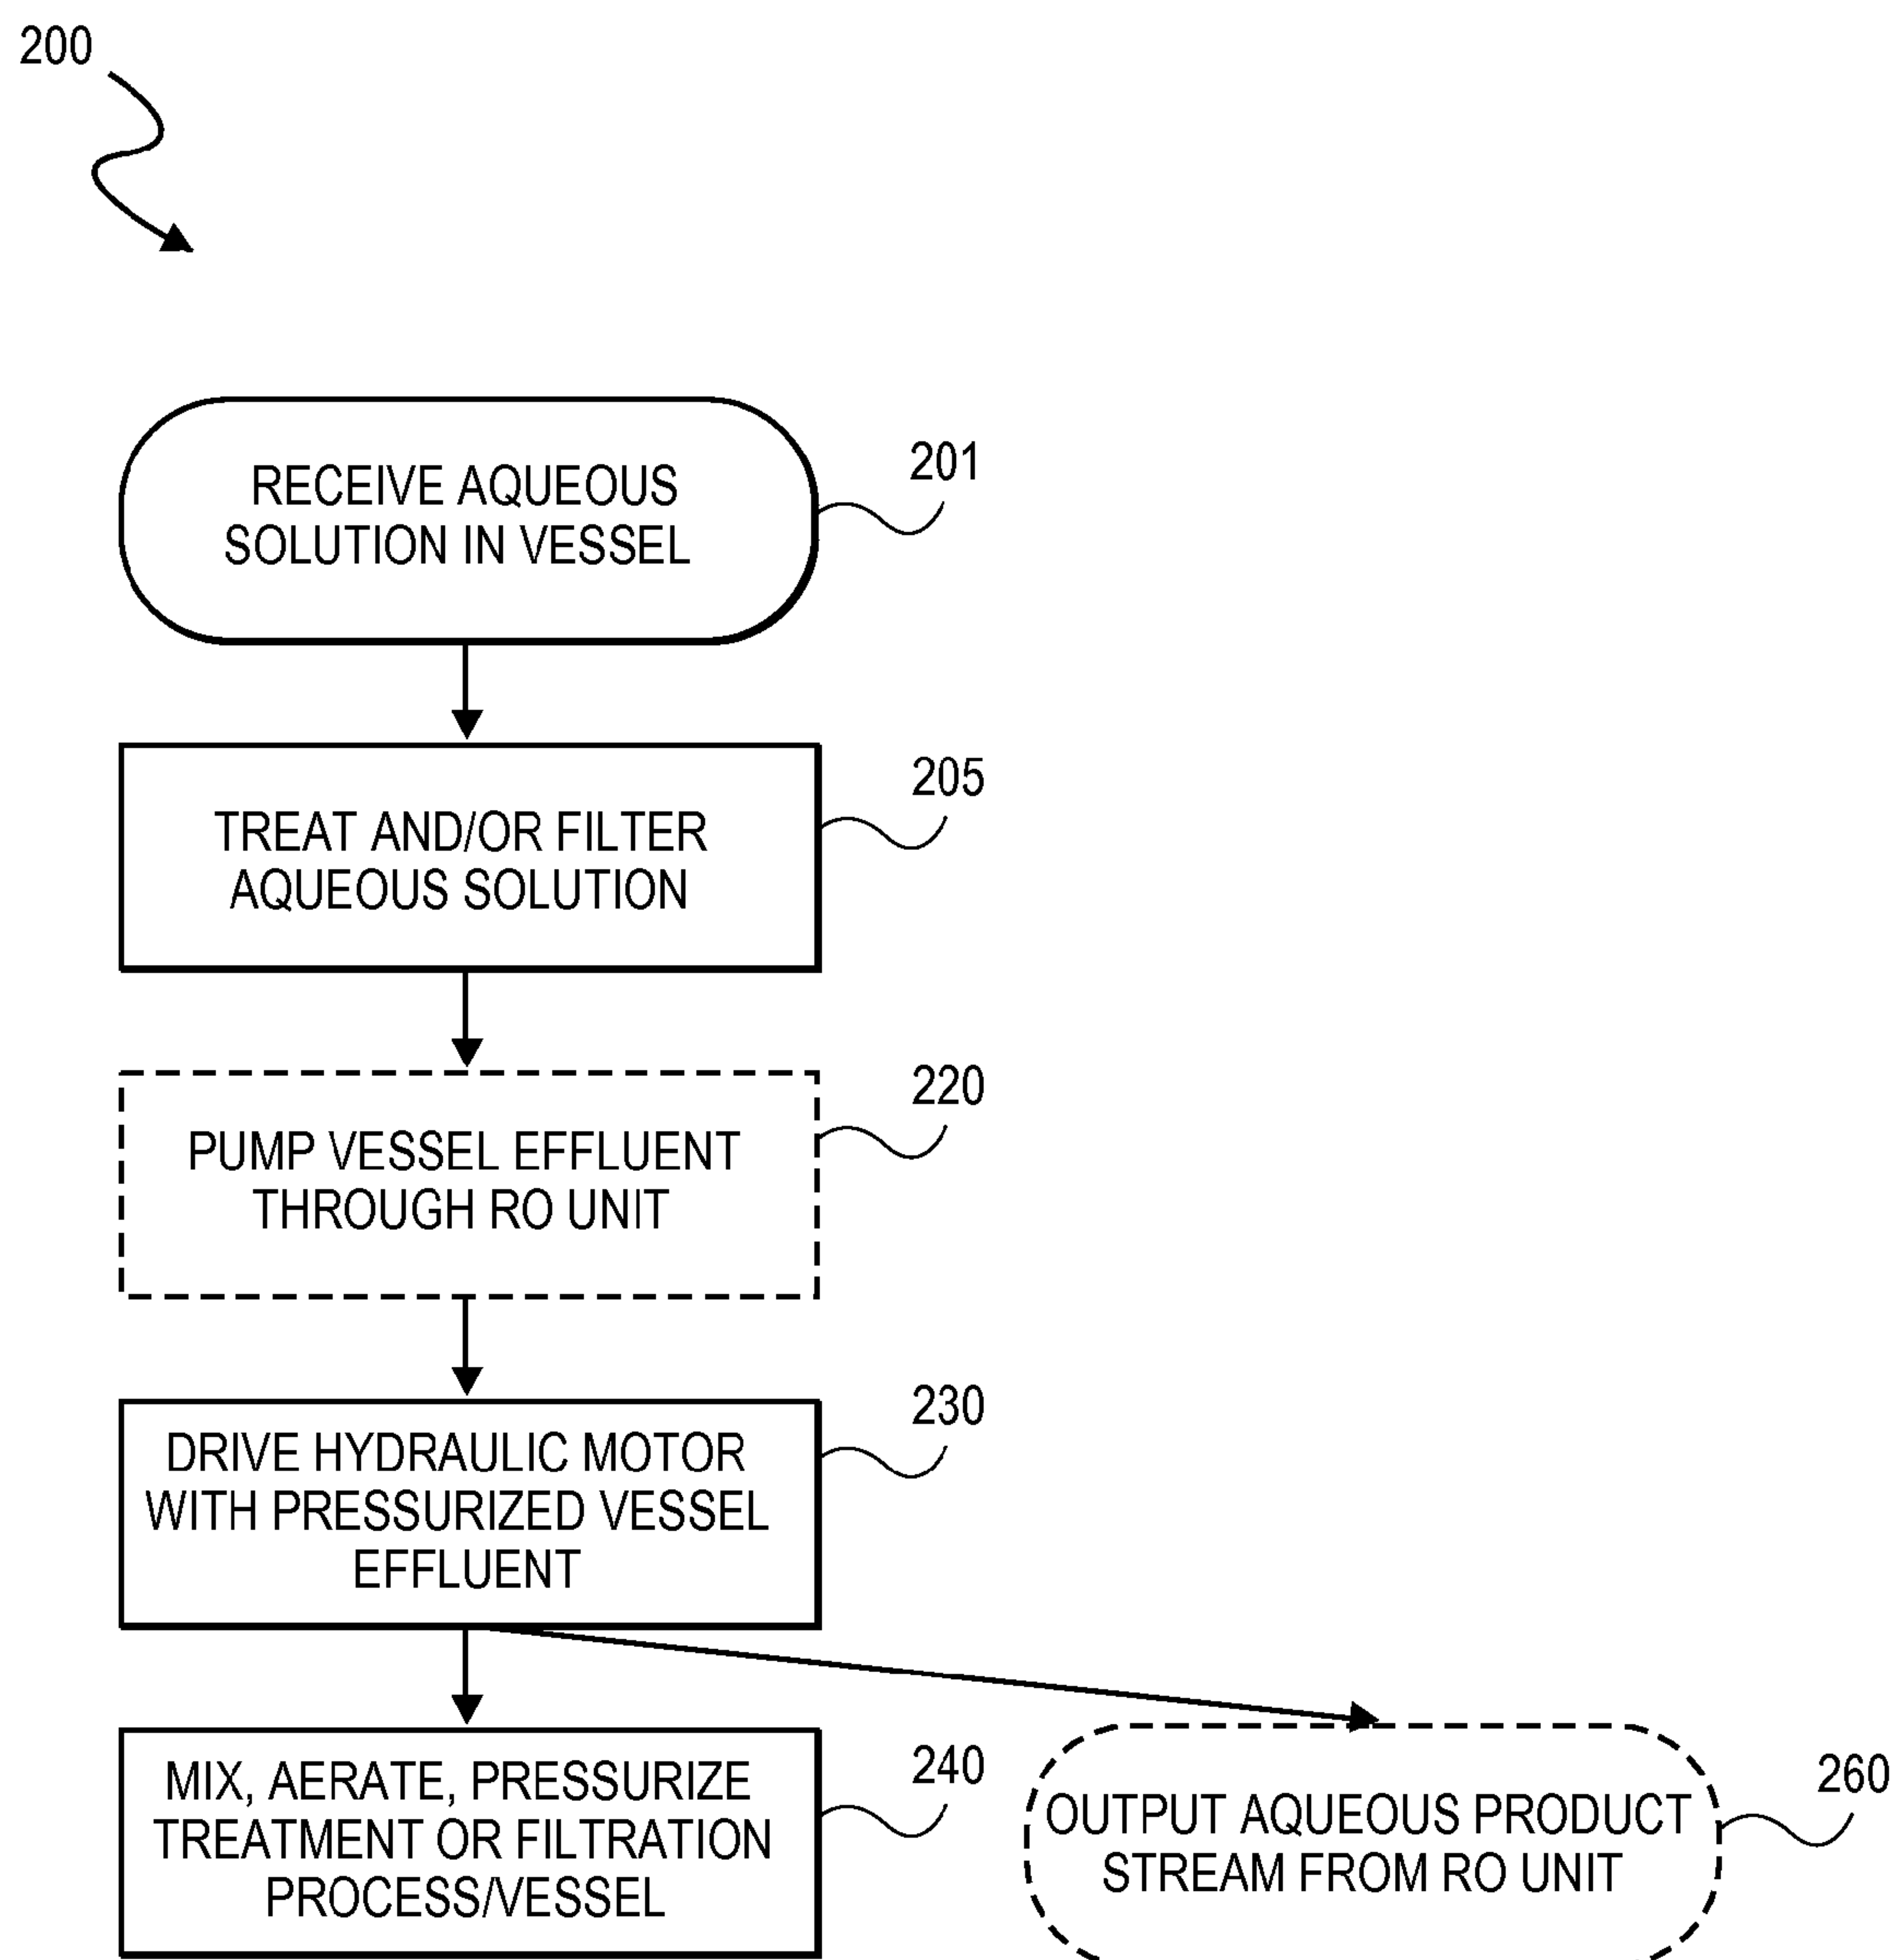 200
RECEIVE AQUEOUS
SOLUTION IN VESSEL
201
TREAT AND/OR FILTER
AQUEOUS SOLUTION
205
PUMP VESSEL EFFLUENT
THROUGH RO UNIT
220
DRIVE HYDRAULIC MOTOR
WITH PRESSURIZED VESSEL
EFFLUENT
230
MIX, AERATE, PRESSURIZE
TREATMENT OR FILTRATION
PROCESS/VESSEL
240
OUTPUT AQUEOUS PRODUCT
STREAM FROM RO UNIT
260